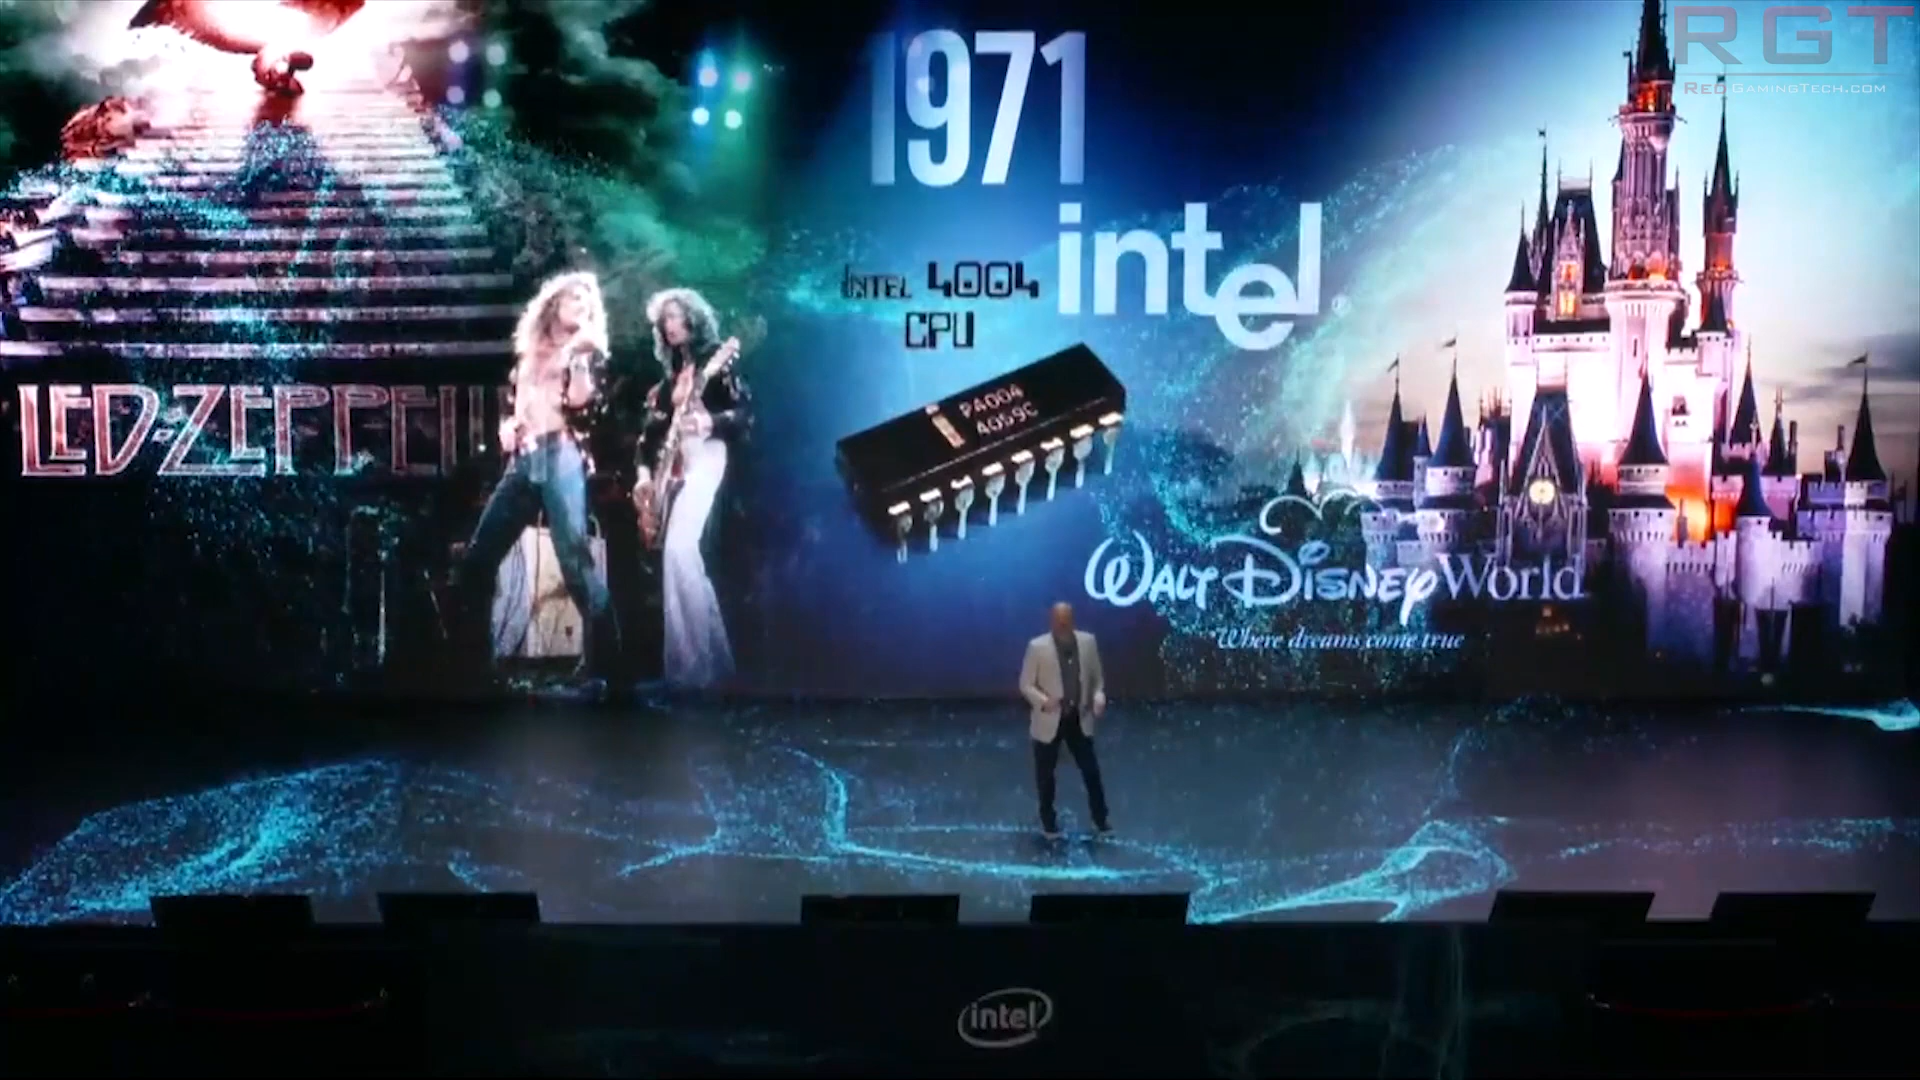 RGT
RedGamingTech.com
1971
intel
INTEL 4004
CPU
LED-ZEPPELIN
P4004
4059C
WALT DISNEY World
Where dreams come true
intel